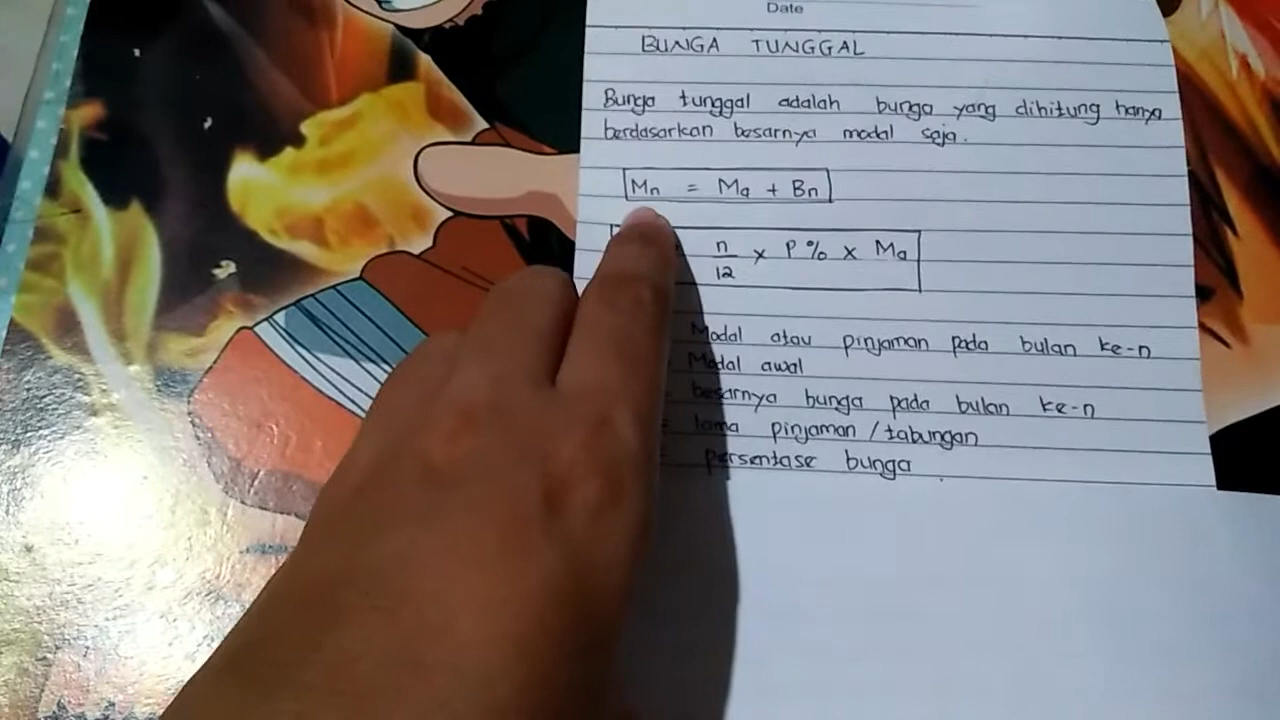 Date
BUNGA TUNGGAL
Bunga tunggal adalah bunga yang dihitung hanya
berdasarkan besarnya modal saja.
Mn = Ma + Bn
n/12 x P% x Ma
Modal atau pinjaman pada bulan ke-n
Modal awal
besarnya bunga pada bulan ke-n
= lama pinjaman / tabungan
= persentase bunga